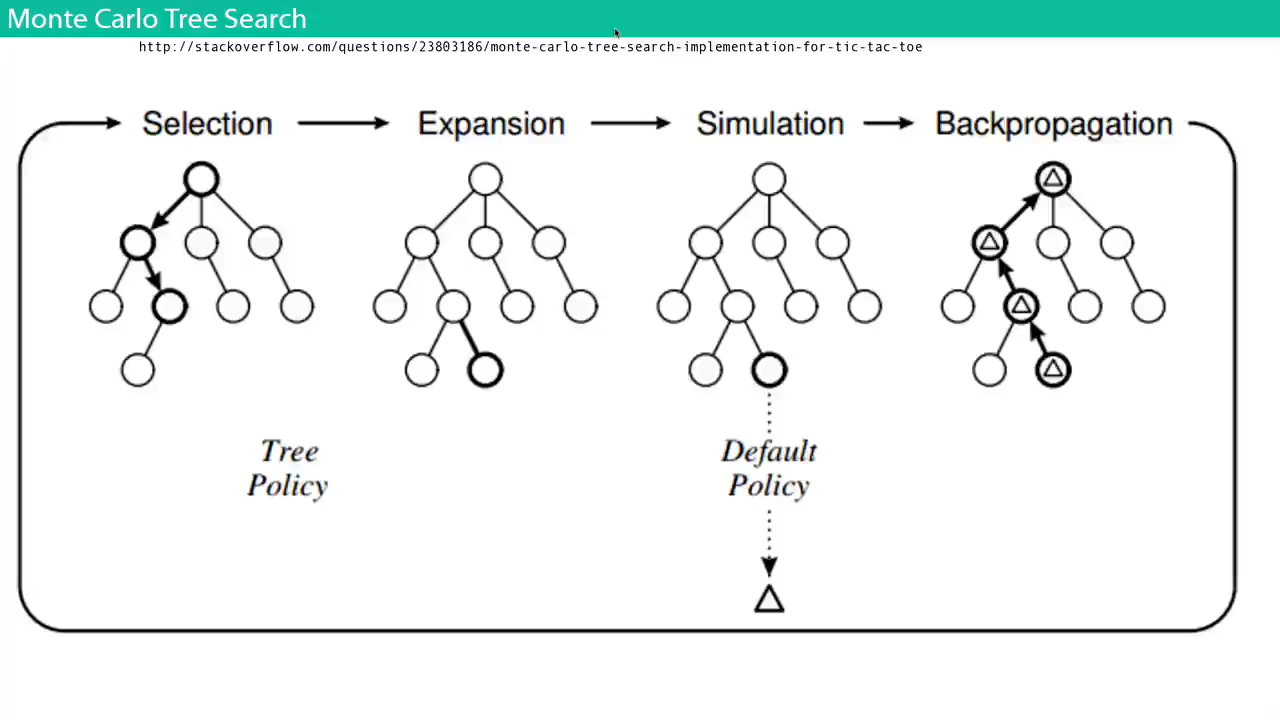 Monte Carlo Tree Search
http://stackoverflow.com/questions/23803186/monte-carlo-tree-search-implementation-for-tic-tac-toe
Selection Expansion Simulation Backpropagation
Tree
Policy
Default
Policy